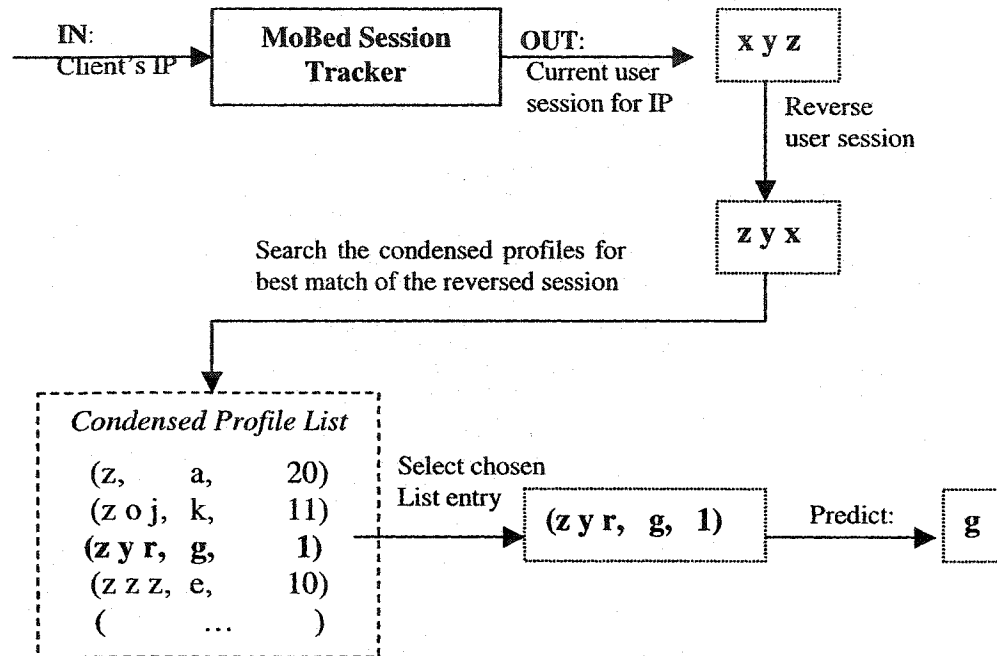 IN:
Client's IP
MoBed Session
Tracker
OUT:
Current user
session for IP
x y z
Reverse
user session
z y x
Search the condensed profiles for
best match of the reversed session
Condensed Profile List
(z, a, 20)
(z o j, k, 11)
(z y r, g, 1)
(z z z, e, 10)
( ... )
Select chosen
List entry
(z y r, g, 1)
Predict:
g